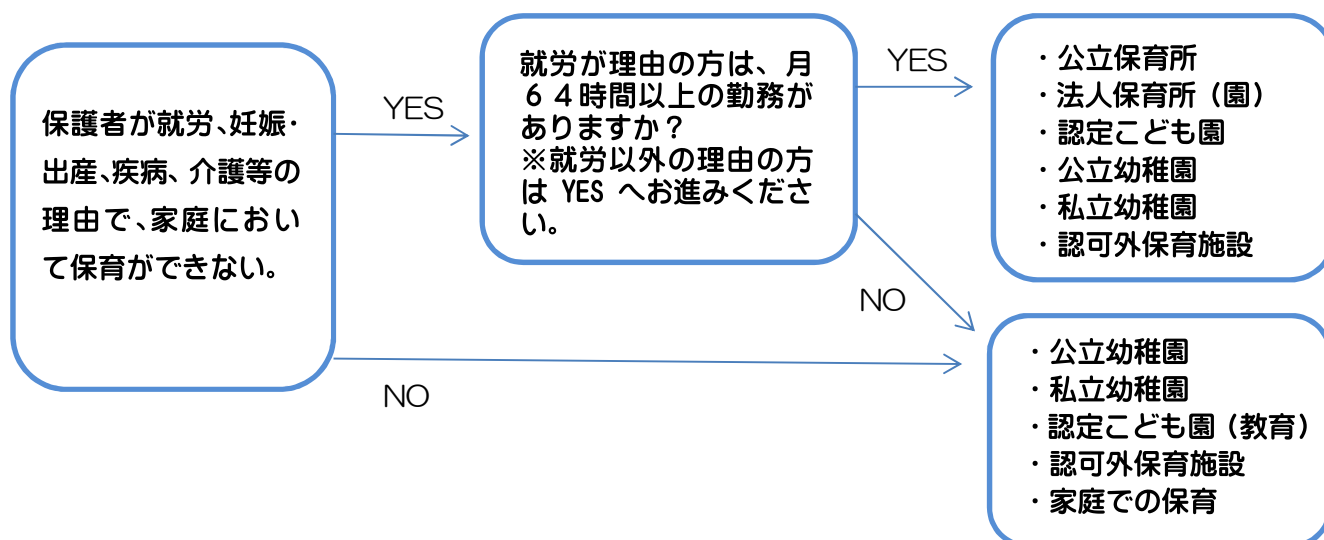 保護者が就労、妊娠・
出産、疾病、介護等の
理由で、家庭におい
て保育ができない。
YES
就労が理由の方は、月
６４時間以上の勤務が
ありますか？
※就労以外の理由の方
は YES へお進みくださ
い。
YES
・公立保育所
・法人保育所（園）
・認定こども園
・公立幼稚園
・私立幼稚園
・認可外保育施設
NO
NO
・公立幼稚園
・私立幼稚園
・認定こども園（教育）
・認可外保育施設
・家庭での保育